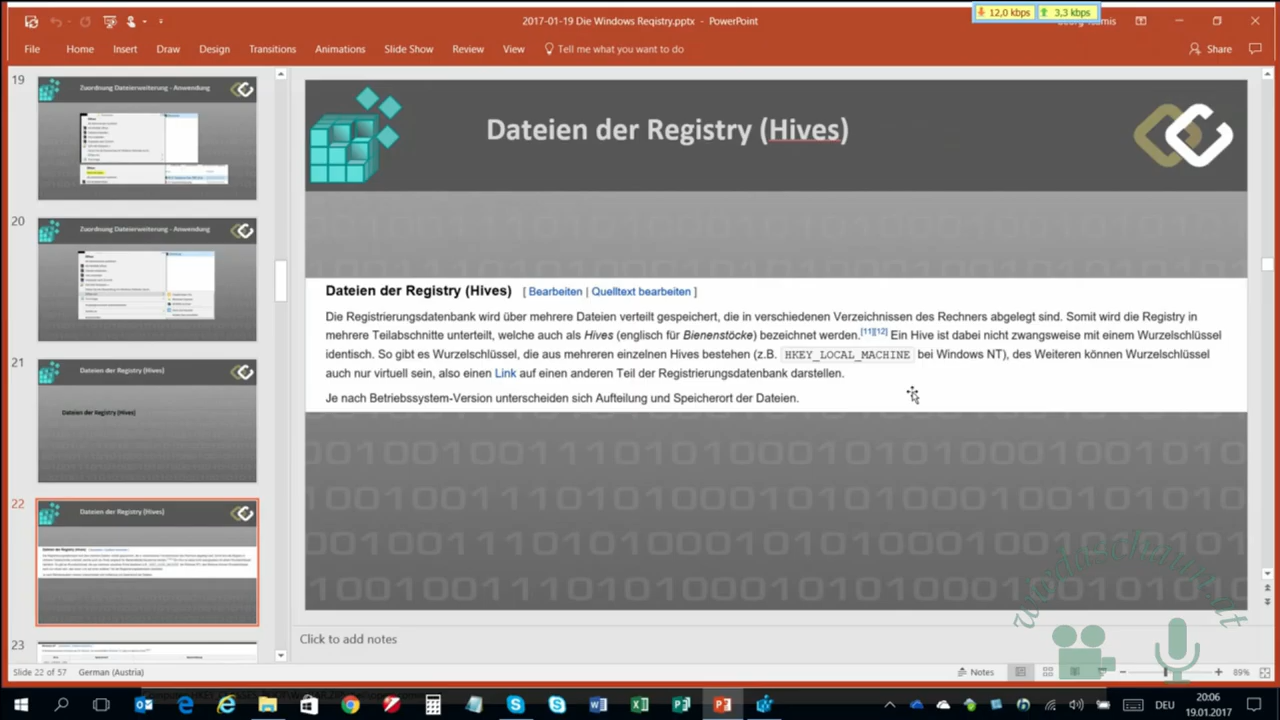 12,0 kbps 3,3 kbps
2017-01-19 Die Windows Registry.pptx - PowerPoint
File Home Insert Draw Design Transitions Animations Slide Show Review View Tell me what you want to do Share
19
Zuordnung Dateierweiterung - Anwendung
20
Zuordnung Dateierweiterung - Anwendung
21
Dateien der Registry (Hives)
Dateien der Registry (Hives)
22
Dateien der Registry (Hives)
Dateien der Registry (Hives)
23
Dateien der Registry (Hives)
Dateien der Registry (Hives) [ Bearbeiten | Quelltext bearbeiten ]
Die Registrierungsdatenbank wird über mehrere Dateien verteilt gespeichert, die in verschiedenen Verzeichnissen des Rechners abgelegt sind. Somit wird die Registry in
mehrere Teilabschnitte unterteilt, welche auch als Hives (englisch für Bienenstöcke) bezeichnet werden.[11][12] Ein Hive ist dabei nicht zwangsweise mit einem Wurzelschlüssel
identisch. So gibt es Wurzelschlüssel, die aus mehreren einzelnen Hives bestehen (z.B. HKEY_LOCAL_MACHINE bei Windows NT), des Weiteren können Wurzelschlüssel
auch nur virtuell sein, also einen Link auf einen anderen Teil der Registrierungsdatenbank darstellen.
Je nach Betriebssystem-Version unterscheiden sich Aufteilung und Speicherort der Dateien.
Click to add notes
Slide 22 of 57 German (Austria) Notes 89%
DEU 20:06
19.01.2017